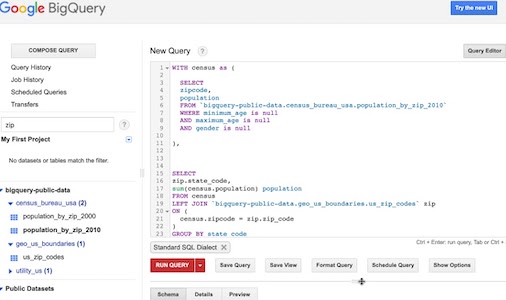 Google BigQuery
Try the new UI
COMPOSE QUERY
Query History
Job History
Scheduled Queries
Transfers
zip
?
My First Project
No datasets or tables match the filter.
bigquery-public-data
census_bureau_usa (2)
population_by_zip_2000
population_by_zip_2010
geo_us_boundaries (1)
us_zip_codes
utility_us (1)
Public Datasets
New Query ?
Query Editor
1 WITH census as (
2
3 SELECT
4 zipcode,
5 population
6 FROM `bigquery-public-data.census_bureau_usa.population_by_zip_2010`
7 WHERE minimum_age is null
8 AND maximum_age is null
9 AND gender is null
10
11 ),
12
13
14
15 SELECT
16 zip.state_code,
17 sum(census.population) population
18 FROM census
19 LEFT JOIN `bigquery-public-data.geo_us_boundaries.us_zip_codes` zip
20 ON (
21 census.zipcode = zip.zip_code
22 )
23 GROUP BY state_code
Ctrl + Enter: run query, Tab or Ctrl +
Standard SQL Dialect X
RUN QUERY
Save Query
Save View
Format Query
Schedule Query
Show Options
Schema
Details
Preview